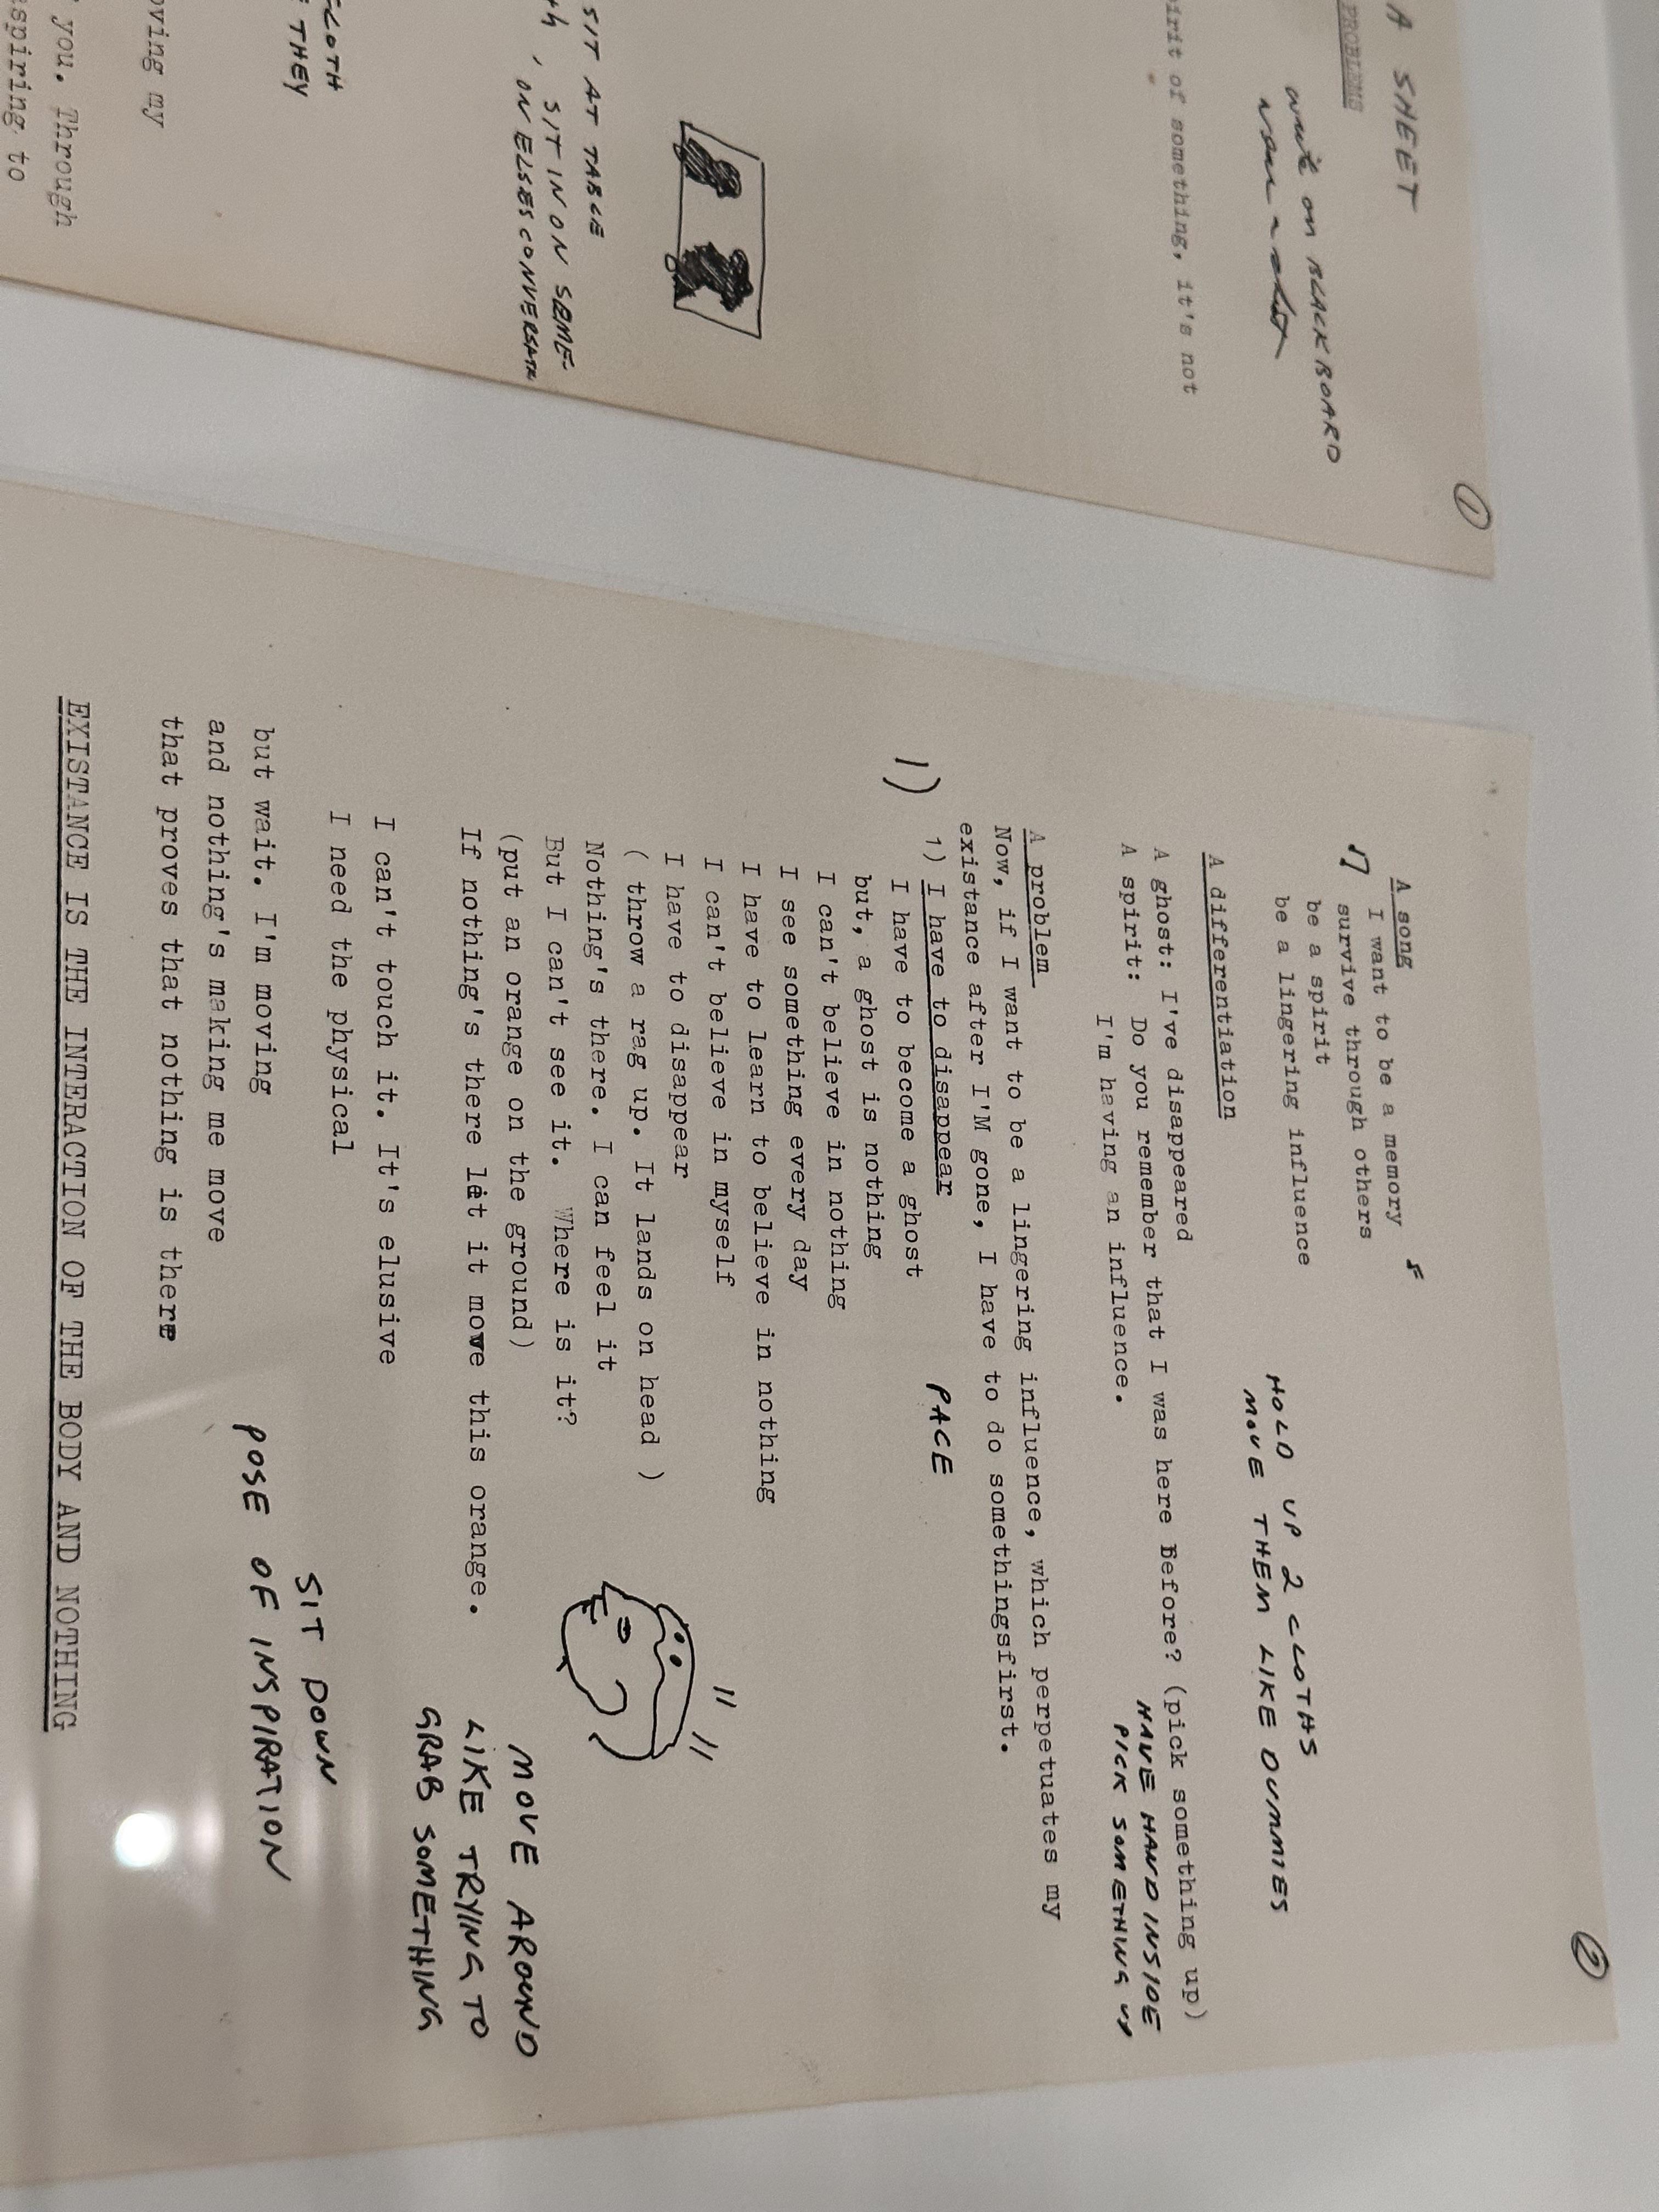 A SHEET
①
PROBLEMS
write on BLACKBOARD
irit of something, it's not
SIT AT TABLE
SIT IN ON SOME-
ON ELSES CONVERSATN
CLOTH
THEY
oving my
you. Through
spiring to
②
A song
I want to be a memory
7 survive through others
be a spirit
be a lingering influence
HOLD UP 2 CLOTHS
MOVE THEM LIKE DUMMIES
A differentiation
A ghost: I've disappeared
A spirit: Do you remember that I was here Before? (pick something up)
I'm having an influence.
HAVE HAND INSIDE
PICK SOMETHING UP
A problem
Now, if I want to be a lingering influence, which perpetuates my
existance after I'M gone, I have to do somethingsfirst.
1) 1) I have to disappear
PACE
I have to become a ghost
but, a ghost is nothing
I can't believe in nothing
I see something every day
I have to learn to believe in nothing
I can't believe in myself
I have to disappear
( throw a rag up. It lands on head )
Nothing's there. I can feel it
But I can't see it. Where is it?
(put an orange on the ground)
If nothing's there let it move this orange.
MOVE AROUND
LIKE TRYING TO
GRAB SOMETHING
I can't touch it. It's elusive
I need the physical
SIT DOWN
POSE OF INSPIRATION
but wait. I'm moving
and nothing's making me move
that proves that nothing is there
EXISTANCE IS THE INTERACTION OF THE BODY AND NOTHING